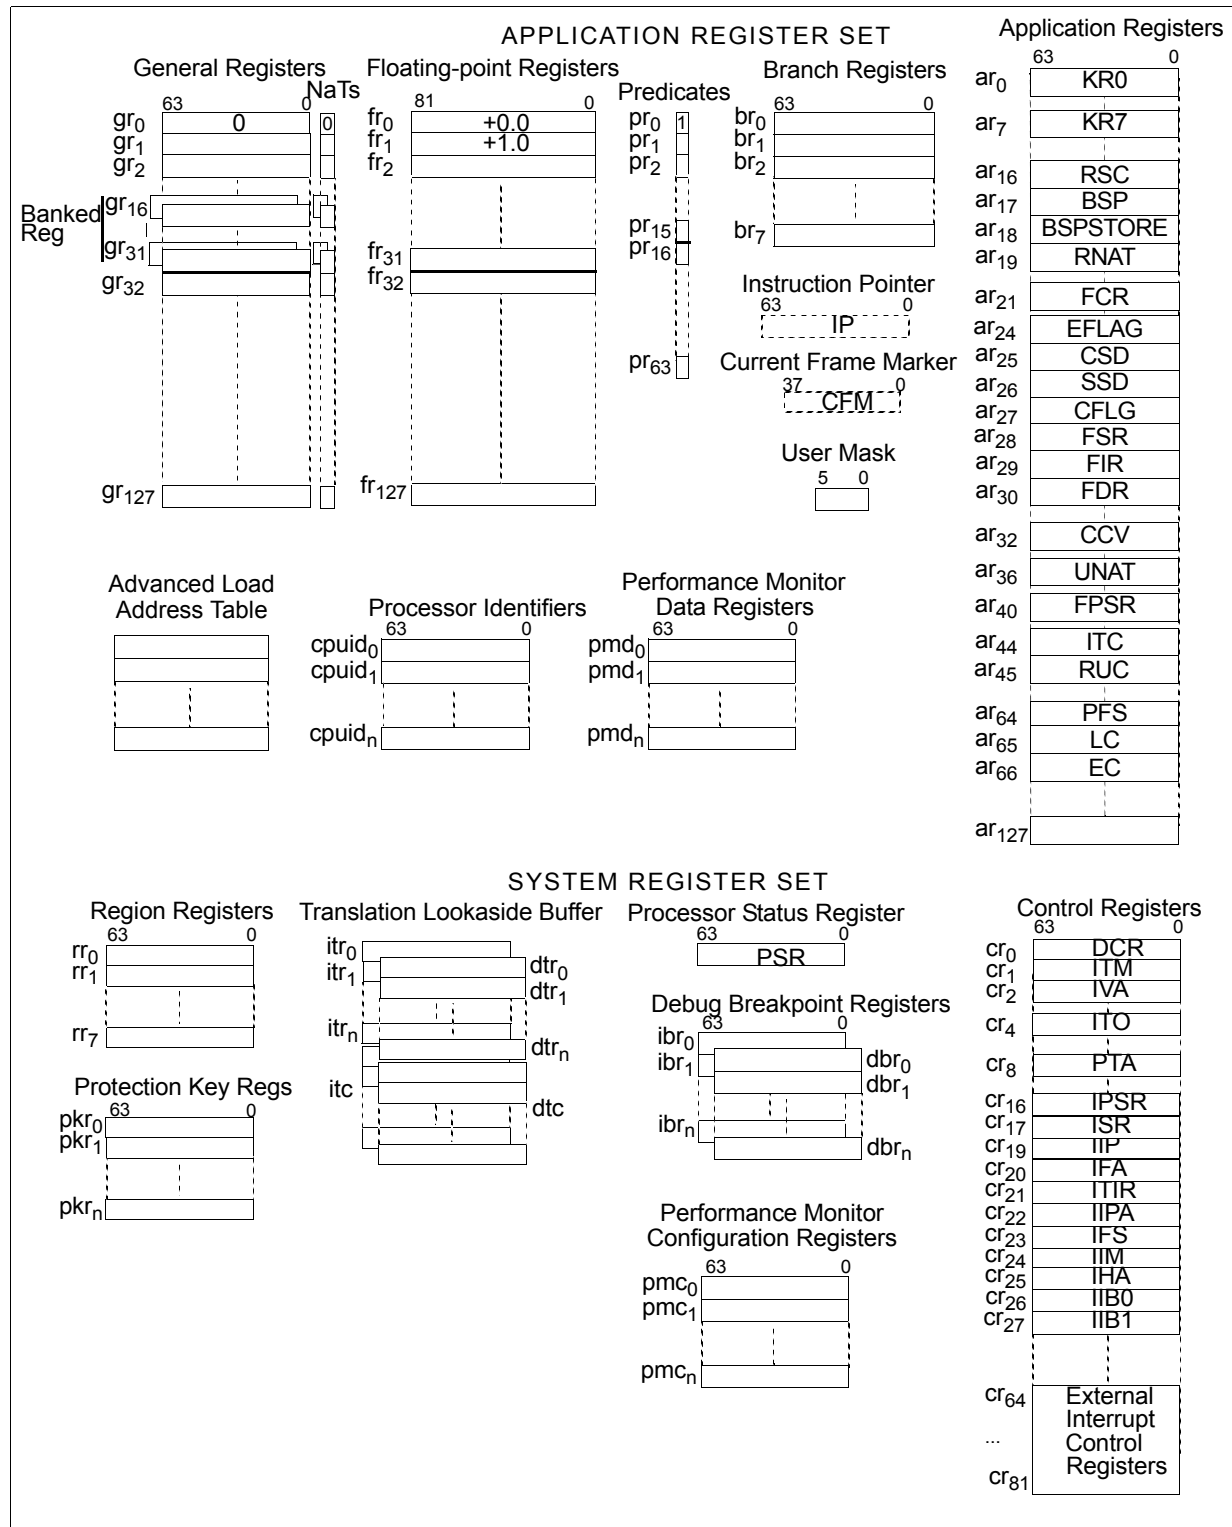 APPLICATION REGISTER SET
General Registers
63 0
NaTs
gr0 0 0
gr1
gr2
Banked
Reg
gr16
gr31
gr32
gr127
Floating-point Registers
81 0
fr0 +0.0
fr1 +1.0
fr2
fr31
fr32
fr127
Predicates
pr0 1
pr1
pr2
pr15
pr16
pr63
Branch Registers
63 0
br0
br1
br2
br7
Instruction Pointer
63 0
IP
Current Frame Marker
37 0
CFM
User Mask
5 0
Application Registers
63 0
ar0 KR0
ar7 KR7
ar16 RSC
ar17 BSP
ar18 BSPSTORE
ar19 RNAT
ar21 FCR
ar24 EFLAG
ar25 CSD
ar26 SSD
ar27 CFLG
ar28 FSR
ar29 FIR
ar30 FDR
ar32 CCV
ar36 UNAT
ar40 FPSR
ar44 ITC
ar45 RUC
ar64 PFS
ar65 LC
ar66 EC
ar127
Advanced Load
Address Table
Processor Identifiers
63 0
cpuid0
cpuid1
cpuidn
Performance Monitor
Data Registers
63 0
pmd0
pmd1
pmdn
SYSTEM REGISTER SET
Region Registers
63 0
rr0
rr1
rr7
Protection Key Regs
63 0
pkr0
pkr1
pkrn
Translation Lookaside Buffer
itr0
dtr0
itr1
dtr1
itrn
dtrn
itc
dtc
Processor Status Register
63 0
PSR
Debug Breakpoint Registers
63 0
ibr0
dbr0
ibr1
dbr1
ibrn
dbrn
Performance Monitor
Configuration Registers
63 0
pmc0
pmc1
pmcn
Control Registers
63 0
cr0 DCR
cr1 ITM
cr2 IVA
cr4 ITO
cr8 PTA
cr16 IPSR
cr17 ISR
cr19 IIP
cr20 IFA
cr21 ITIR
cr22 IIPA
cr23 IFS
cr24 IIM
cr25 IHA
cr26 IIB0
cr27 IIB1
cr64 External
Interrupt
... Control
Registers
cr81